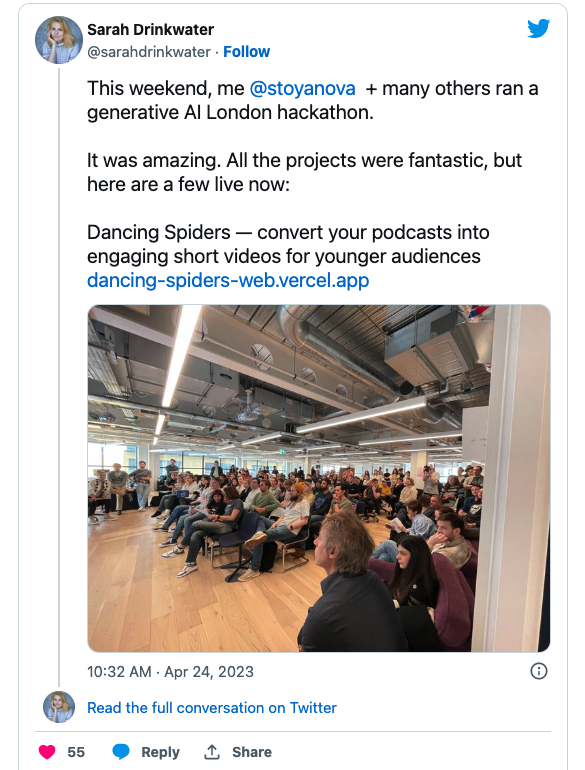 Sarah Drinkwater
@sarahdrinkwater · Follow
This weekend, me @stoyanova + many others ran a
generative AI London hackathon.
It was amazing. All the projects were fantastic, but
here are a few live now:
Dancing Spiders — convert your podcasts into
engaging short videos for younger audiences
dancing-spiders-web.vercel.app
10:32 AM · Apr 24, 2023
Read the full conversation on Twitter
55 Reply Share